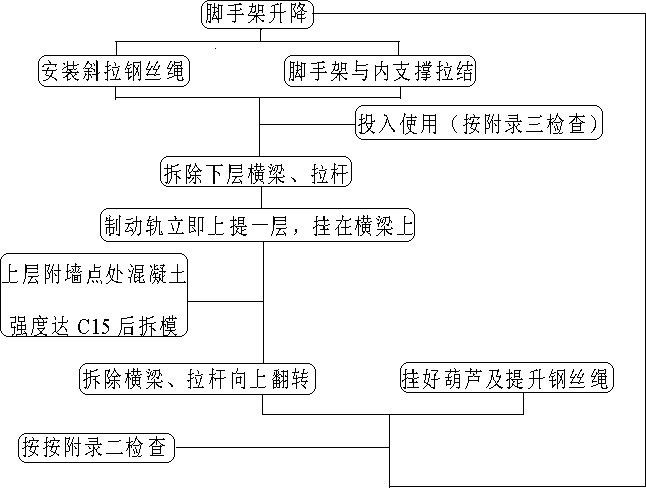 脚手架升降
安装斜拉钢丝绳
脚手架与内支撑拉结
投入使用（按附录三检查）
拆除下层横梁、拉杆
制动轨立即上提一层，挂在横梁上
上层附墙点处混凝土
强度达 C15 后拆模
拆除横梁、拉杆向上翻转
挂好葫芦及提升钢丝绳
按按附录二检查